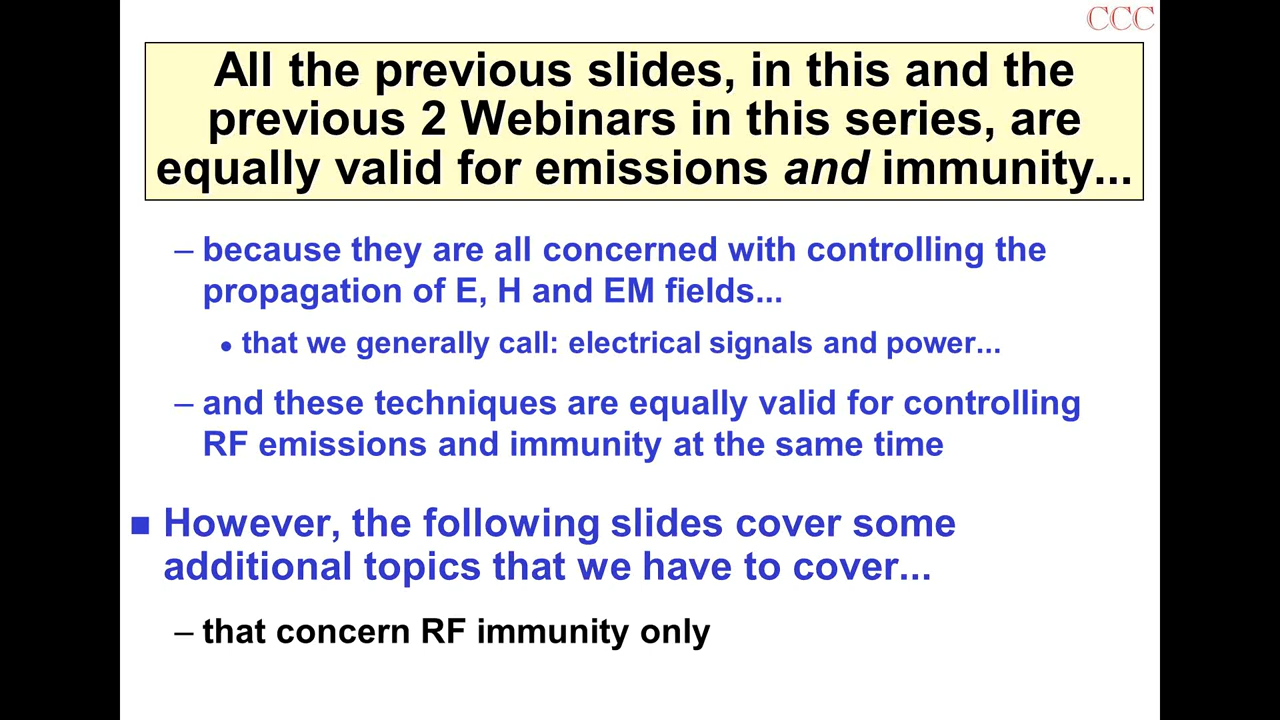 CCC
All the previous slides, in this and the
previous 2 Webinars in this series, are
equally valid for emissions and immunity...
– because they are all concerned with controlling the
propagation of E, H and EM fields...
• that we generally call: electrical signals and power...
– and these techniques are equally valid for controlling
RF emissions and immunity at the same time
■ However, the following slides cover some
additional topics that we have to cover...
– that concern RF immunity only